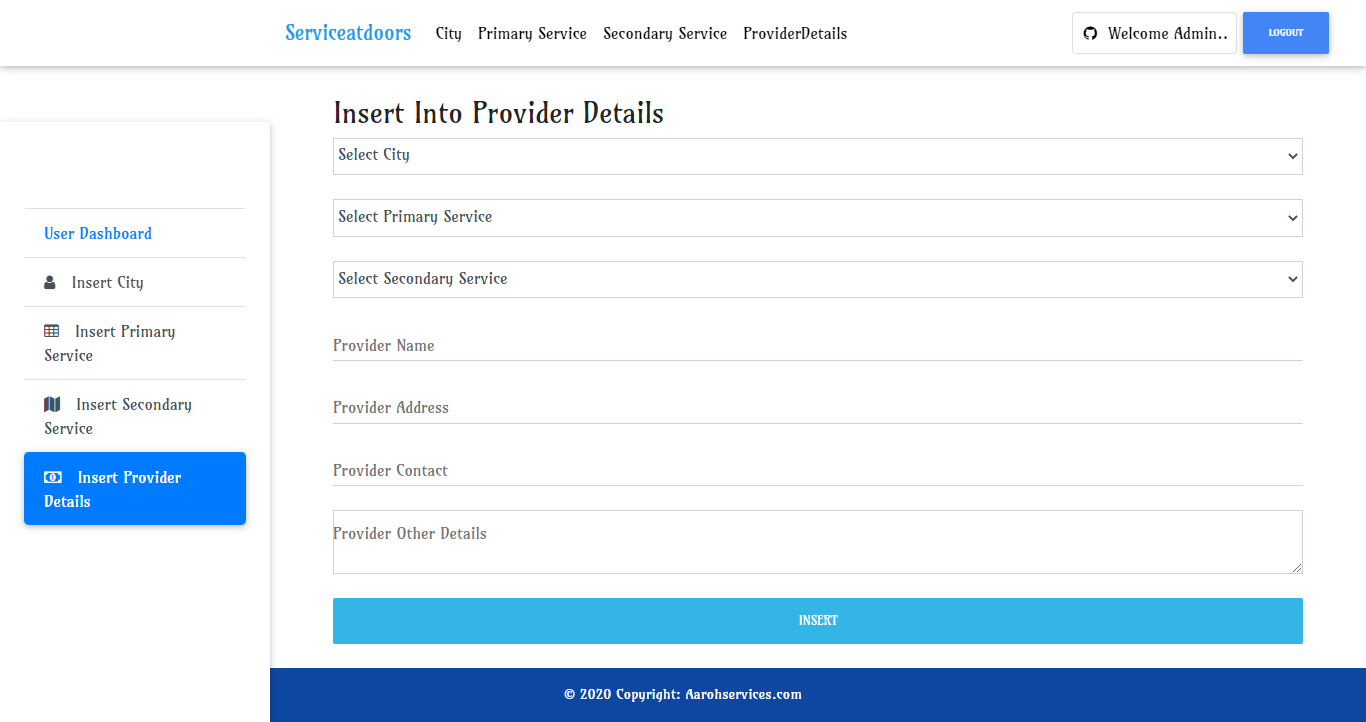 Serviceatdoors City Primary Service Secondary Service ProviderDetails Welcome Admin.. LOGOUT
User Dashboard
Insert City
Insert Primary
Service
Insert Secondary
Service
Insert Provider
Details
Insert Into Provider Details
Select City
Select Primary Service
Select Secondary Service
Provider Name
Provider Address
Provider Contact
Provider Other Details
INSERT
© 2020 Copyright: Aarohservices.com